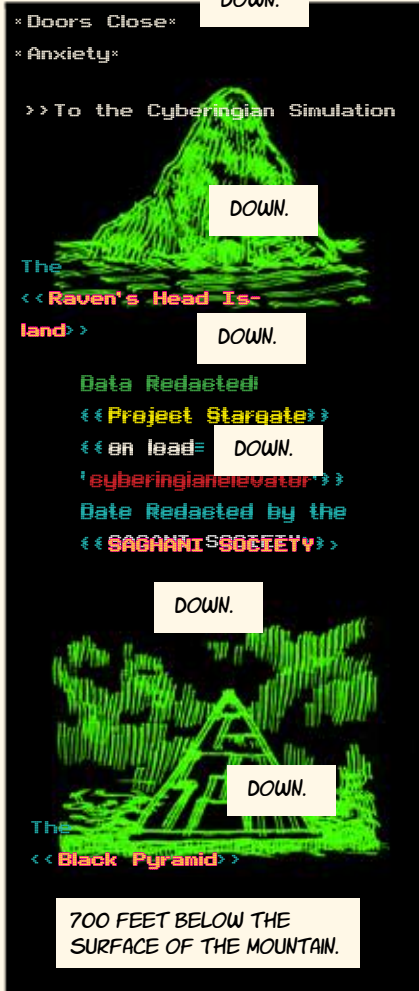 DOWN.
×Doors Close×
×Anxiety×
>>To the Cyberingian Simulation
DOWN.
The
<<Raven's Head Is-
land>>
DOWN.
Data Redacted!
<<Project Stargate>>
<<on load=
DOWN.
'cyberingianelevator'>>
Date Redacted by the
<<SAGHANI SOCIETY>>
DOWN.
DOWN.
The
<<Black Pyramid>>
700 FEET BELOW THE
SURFACE OF THE MOUNTAIN.